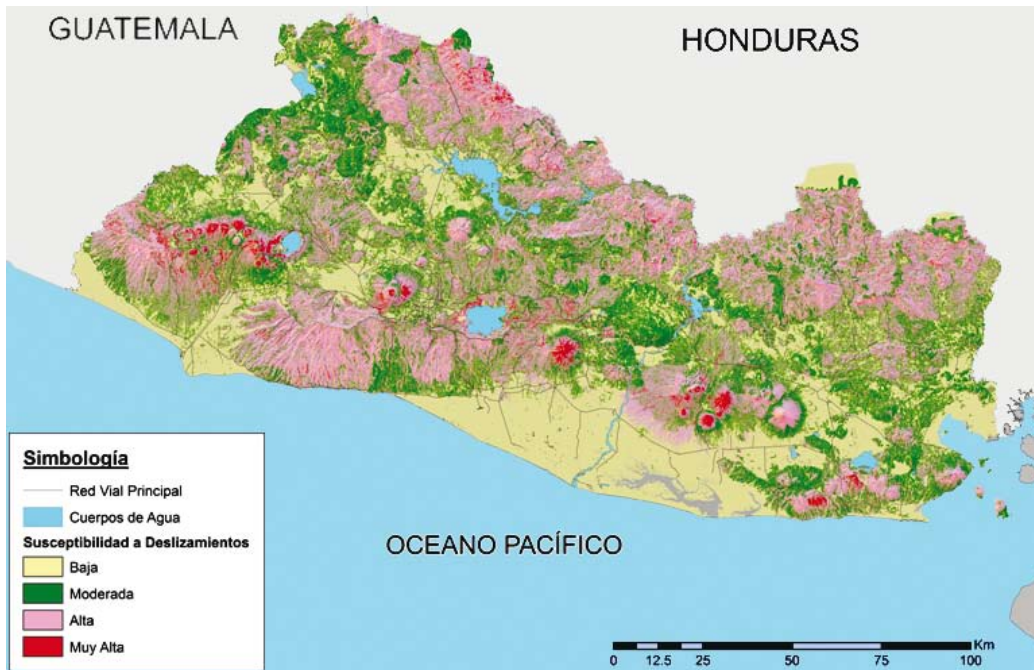 GUATEMALA
HONDURAS
OCEANO PACÍFICO
Simbología
Red Vial Principal
Cuerpos de Agua
Susceptibilidad a Deslizamientos
Baja
Moderada
Alta
Muy Alta
Km
0 12.5 25 50 75 100